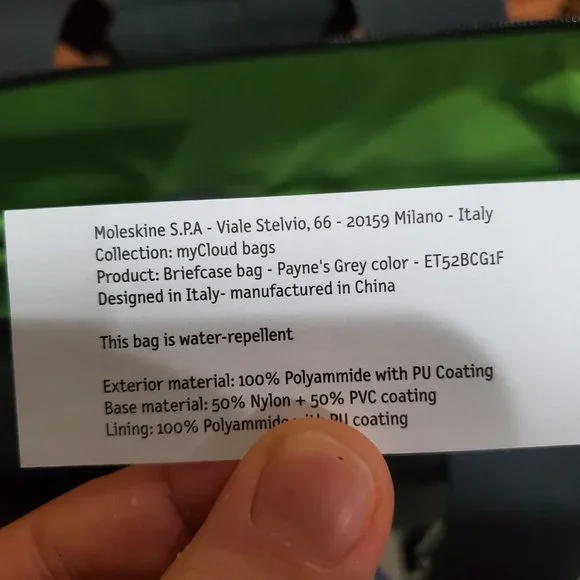 Moleskine S.P.A - Viale Stelvio, 66 - 20159 Milano - Italy
Collection: myCloud bags
Product: Briefcase bag - Payne's Grey color - ET52BCG1F
Designed in Italy- manufactured in China
This bag is water-repellent
Exterior material: 100% Polyammide with PU Coating
Base material: 50% Nylon + 50% PVC coating
Lining: 100% Polyammide with PU coating